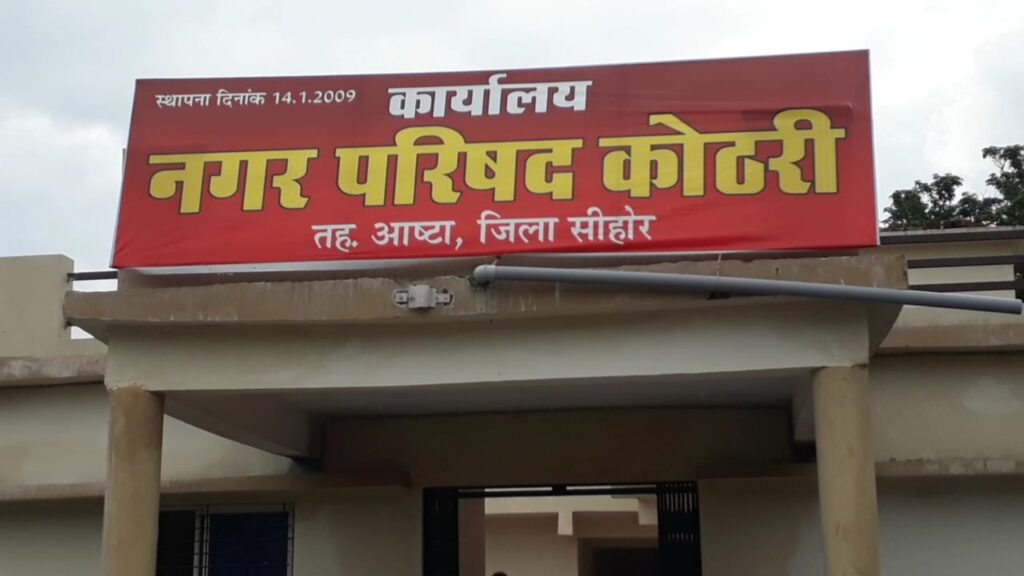 स्थापना दिनांक 14.1.2009
कार्यालय
नगर परिषद कोठरी
तह. आष्टा, जिला सीहोर